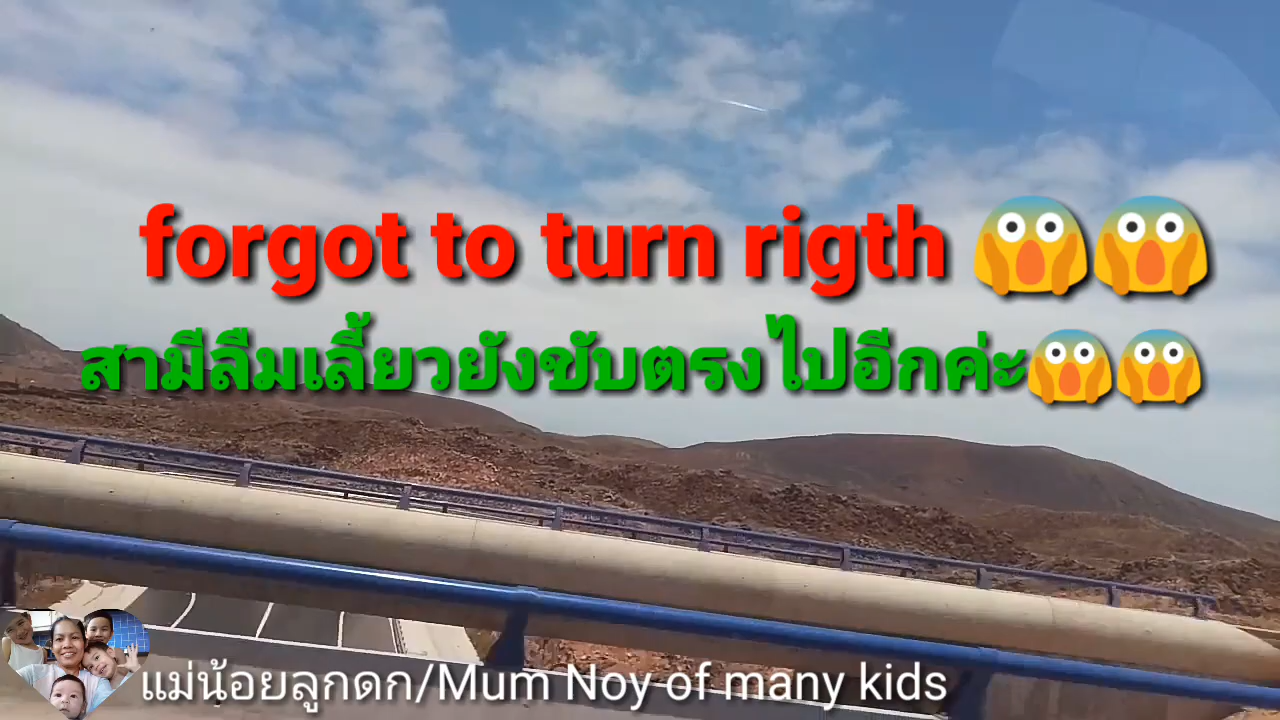 forgot to turn rigth 😱😱
สามีลืมเลี้ยวยังขับตรงไปอีกค่ะ😱😱
แม่น้อยลูกดก/Mum Noy of many kids